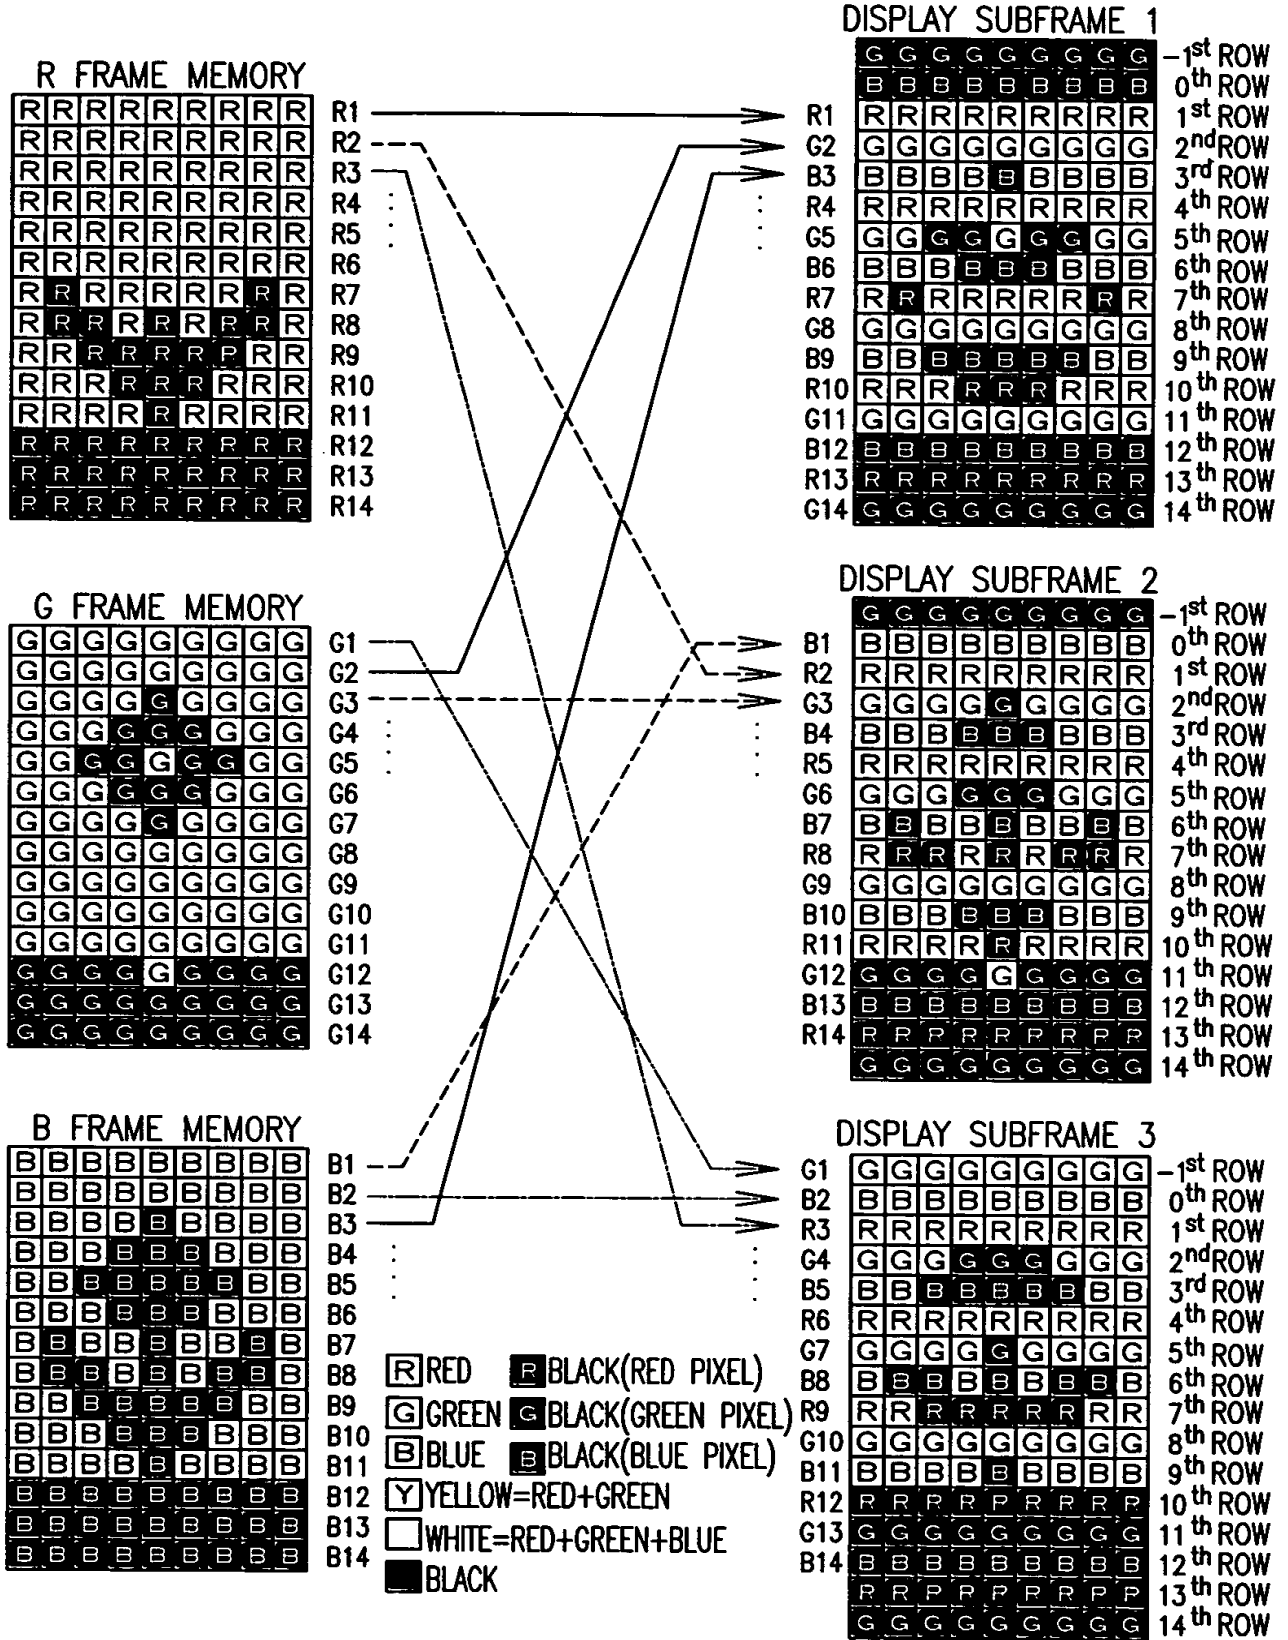 R FRAME MEMORY
R R R R R R R R R R1
R R R R R R R R R R2
R R R R R R R R R R3
R R R R R R R R R R4
R R R R R R R R R R5
R R R R R R R R R R6
R R R R R R R R R R7
R R R R R R R R R R8
R R R R R R R R R R9
R R R R R R R R R R10
R R R R R R R R R R11
R R R R R R R R R R12
R R R R R R R R R R13
R R R R R R R R R R14
G FRAME MEMORY
G G G G G G G G G G1
G G G G G G G G G G2
G G G G G G G G G G3
G G G G G G G G G G4
G G G G G G G G G G5
G G G G G G G G G G6
G G G G G G G G G G7
G G G G G G G G G G8
G G G G G G G G G G9
G G G G G G G G G G10
G G G G G G G G G G11
G G G G G G G G G G12
G G G G G G G G G G13
G G G G G G G G G G14
B FRAME MEMORY
B B B B B B B B B B1
B B B B B B B B B B2
B B B B B B B B B B3
B B B B B B B B B B4
B B B B B B B B B B5
B B B B B B B B B B6
B B B B B B B B B B7
B B B B B B B B B B8
B B B B B B B B B B9
B B B B B B B B B B10
B B B B B B B B B B11
B B B B B B B B B B12
B B B B B B B B B B13
B B B B B B B B B B14
R RED R BLACK(RED PIXEL)
G GREEN G BLACK(GREEN PIXEL)
B BLUE B BLACK(BLUE PIXEL)
Y YELLOW=RED+GREEN
WHITE=RED+GREEN+BLUE
BLACK
DISPLAY SUBFRAME 1
G G G G G G G G G -1st ROW
B B B B B B B B B 0th ROW
R1 R R R R R R R R R 1st ROW
G2 G G G G G G G G G 2nd ROW
B3 B B B B B B B B B 3rd ROW
R4 R R R R R R R R R 4th ROW
G5 G G G G G G G G G 5th ROW
B6 B B B B B B B B B 6th ROW
R7 R R R R R R R R R 7th ROW
G8 G G G G G G G G G 8th ROW
B9 B B B B B B B B B 9th ROW
R10 R R R R R R R R R 10th ROW
G11 G G G G G G G G G 11th ROW
B12 B B B B B B B B B 12th ROW
R13 R R R R R R R R R 13th ROW
G14 G G G G G G G G G 14th ROW
DISPLAY SUBFRAME 2
G G G G G G G G G -1st ROW
B1 B B B B B B B B B 0th ROW
R2 R R R R R R R R R 1st ROW
G3 G G G G G G G G G 2nd ROW
B4 B B B B B B B B B 3rd ROW
R5 R R R R R R R R R 4th ROW
G6 G G G G G G G G G 5th ROW
B7 B B B B B B B B B 6th ROW
R8 R R R R R R R R R 7th ROW
G9 G G G G G G G G G 8th ROW
B10 B B B B B B B B B 9th ROW
R11 R R R R R R R R R 10th ROW
G12 G G G G G G G G G 11th ROW
B13 B B B B B B B B B 12th ROW
R14 R R R R R R R R R 13th ROW
G G G G G G G G G 14th ROW
DISPLAY SUBFRAME 3
G1 G G G G G G G G G -1st ROW
B2 B B B B B B B B B 0th ROW
R3 R R R R R R R R R 1st ROW
G4 G G G G G G G G G 2nd ROW
B5 B B B B B B B B B 3rd ROW
R6 R R R R R R R R R 4th ROW
G7 G G G G G G G G G 5th ROW
B8 B B B B B B B B B 6th ROW
R9 R R R R R R R R R 7th ROW
G10 G G G G G G G G G 8th ROW
B11 B B B B B B B B B 9th ROW
R12 R R R R R R R R R 10th ROW
G13 G G G G G G G G G 11th ROW
B14 B B B B B B B B B 12th ROW
R R R R R R R R R 13th ROW
G G G G G G G G G 14th ROW